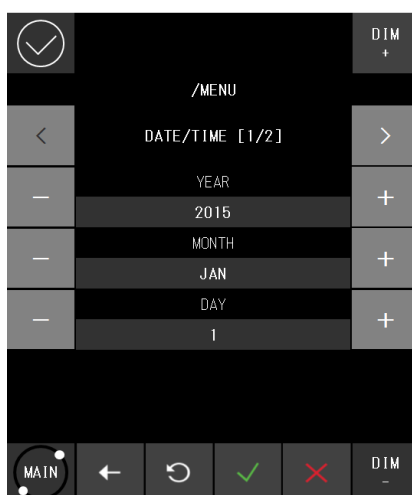 DIM
+
/MENU
< DATE/TIME [1/2] >
YEAR
− 2015 +
MONTH
− JAN +
DAY
− 1 +
MAIN
DIM
−